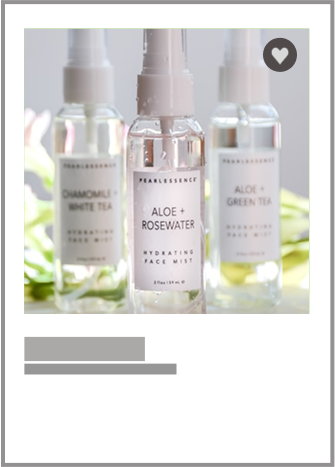 PEARLESSENCE
CHAMOMILE +
WHITE TEA
HYDRATING
FACE MIST
PEARLESSENCE
ALOE +
ROSEWATER
HYDRATING
FACE MIST
PEARLESSENCE
ALOE +
GREEN TEA
HYDRATING
FACE MIST